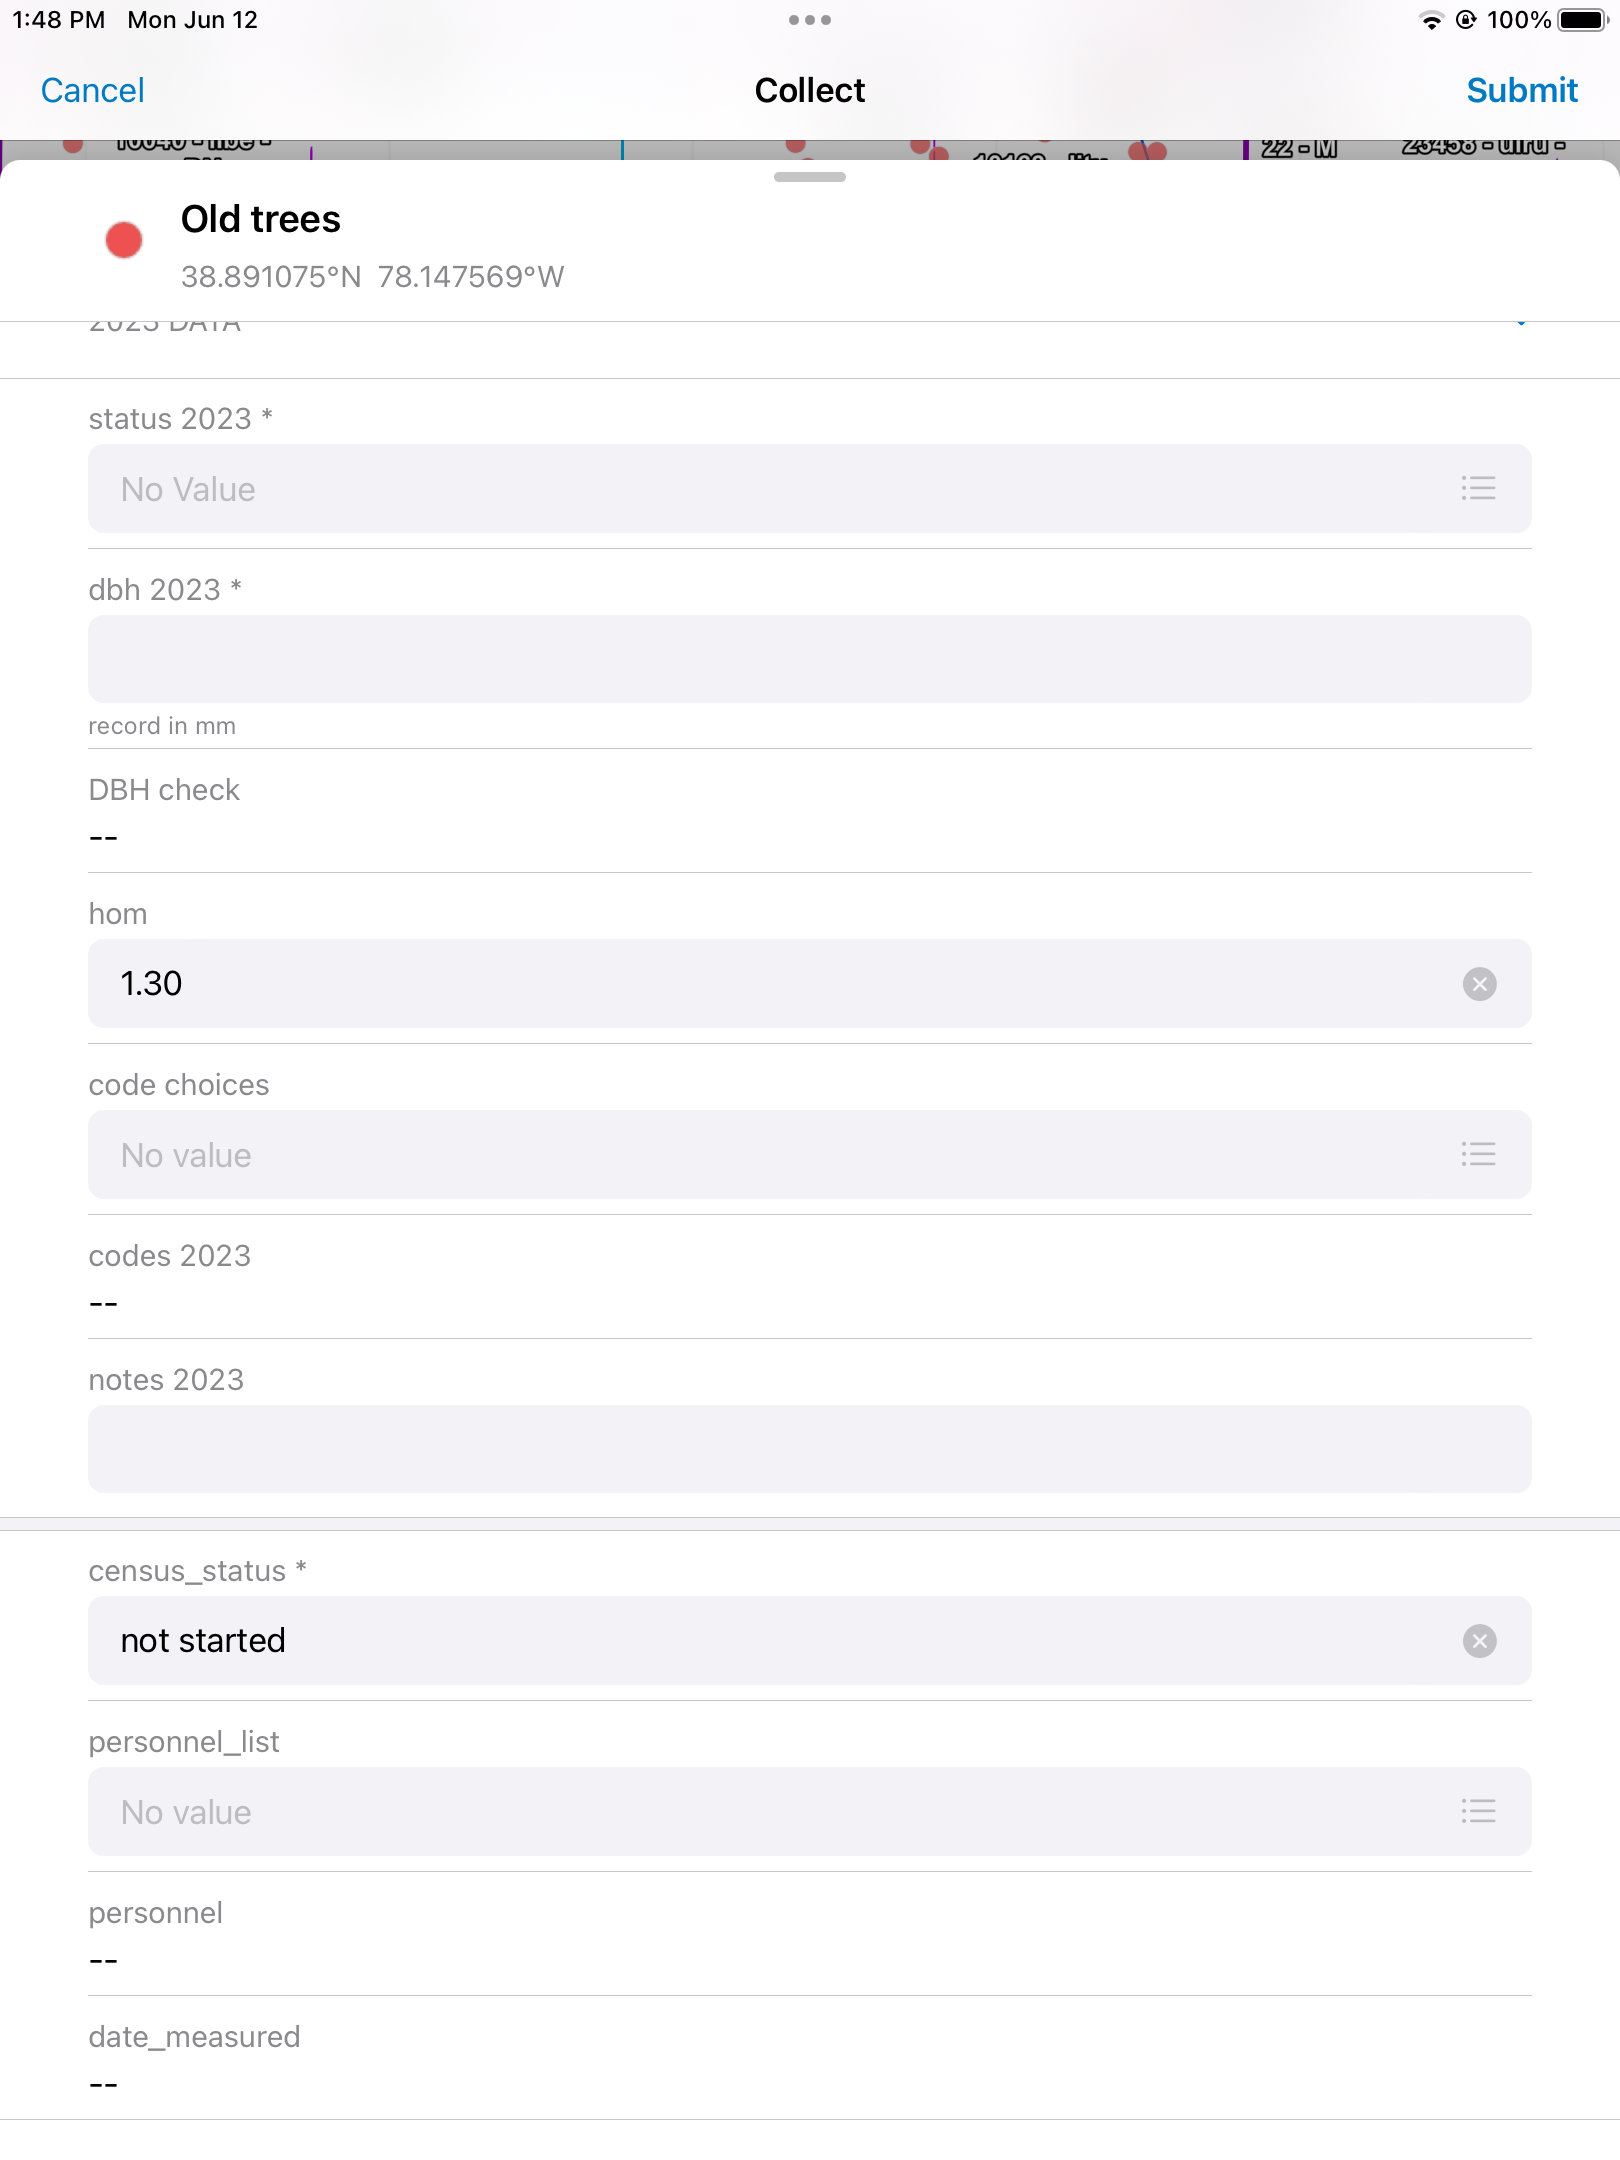 1:48 PM Mon Jun 12 100%
Cancel Collect Submit
22 - M
Old trees
38.891075°N 78.147569°W
2023 DATA
status 2023 *
No Value
dbh 2023 *
record in mm
DBH check
--
hom
1.30
code choices
No value
codes 2023
--
notes 2023
census_status *
not started
personnel_list
No value
personnel
--
date_measured
--